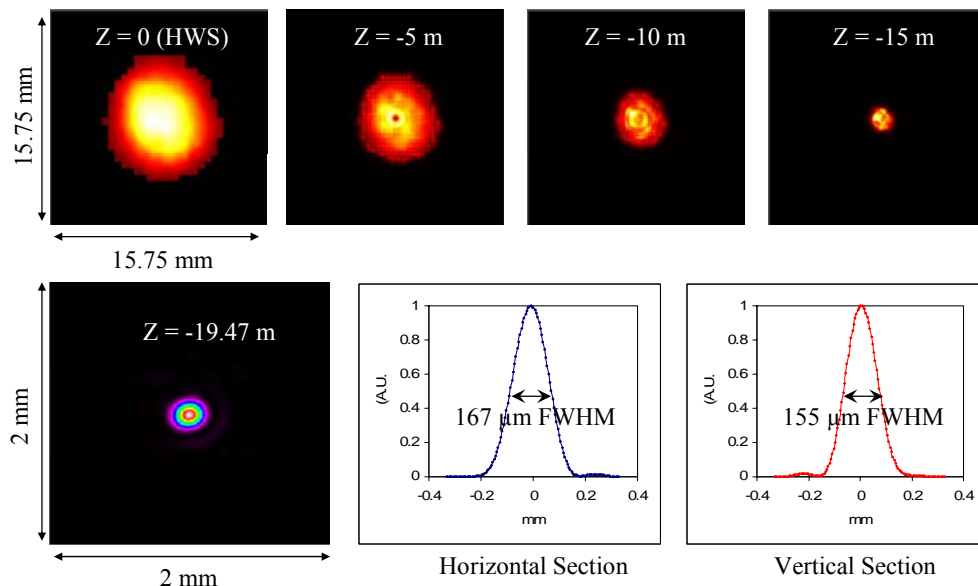 Z = 0 (HWS)
Z = -5 m
Z = -10 m
Z = -15 m
15.75 mm
15.75 mm
Z = -19.47 m
2 mm
2 mm
1
0.8
0.6
0.4
0.2
0
(A.U.
167 µm FWHM
-0.4
-0.2
0
0.2
0.4
mm
Horizontal Section
1
0.8
0.6
0.4
0.2
0
(A.U.
155 µm FWHM
-0.4
-0.2
0
0.2
0.4
mm
Vertical Section